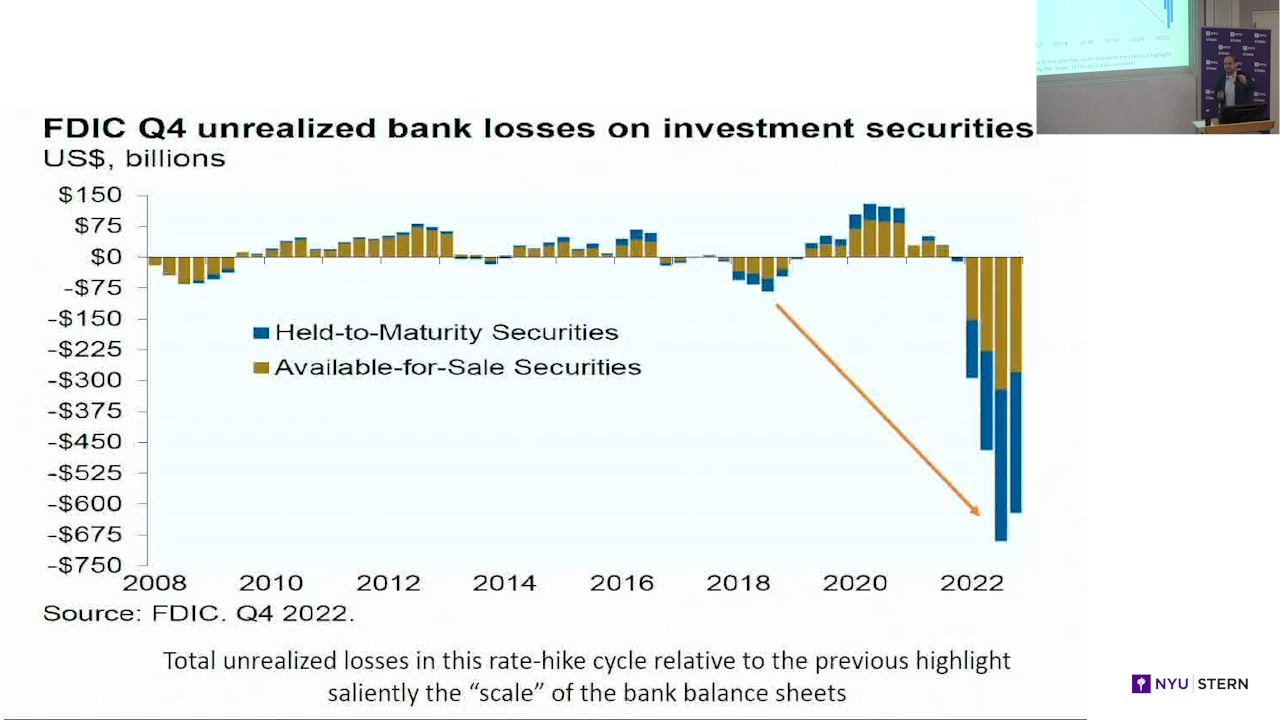 FDIC Q4 unrealized bank losses on investment securities
US$, billions
$150
$75
$0
-$75
-$150
-$225
-$300
-$375
-$450
-$525
-$600
-$675
-$750
Held-to-Maturity Securities
Available-for-Sale Securities
2008 2010 2012 2014 2016 2018 2020 2022
Source: FDIC. Q4 2022.
Total unrealized losses in this rate-hike cycle relative to the previous highlight
saliently the “scale” of the bank balance sheets
NYU STERN